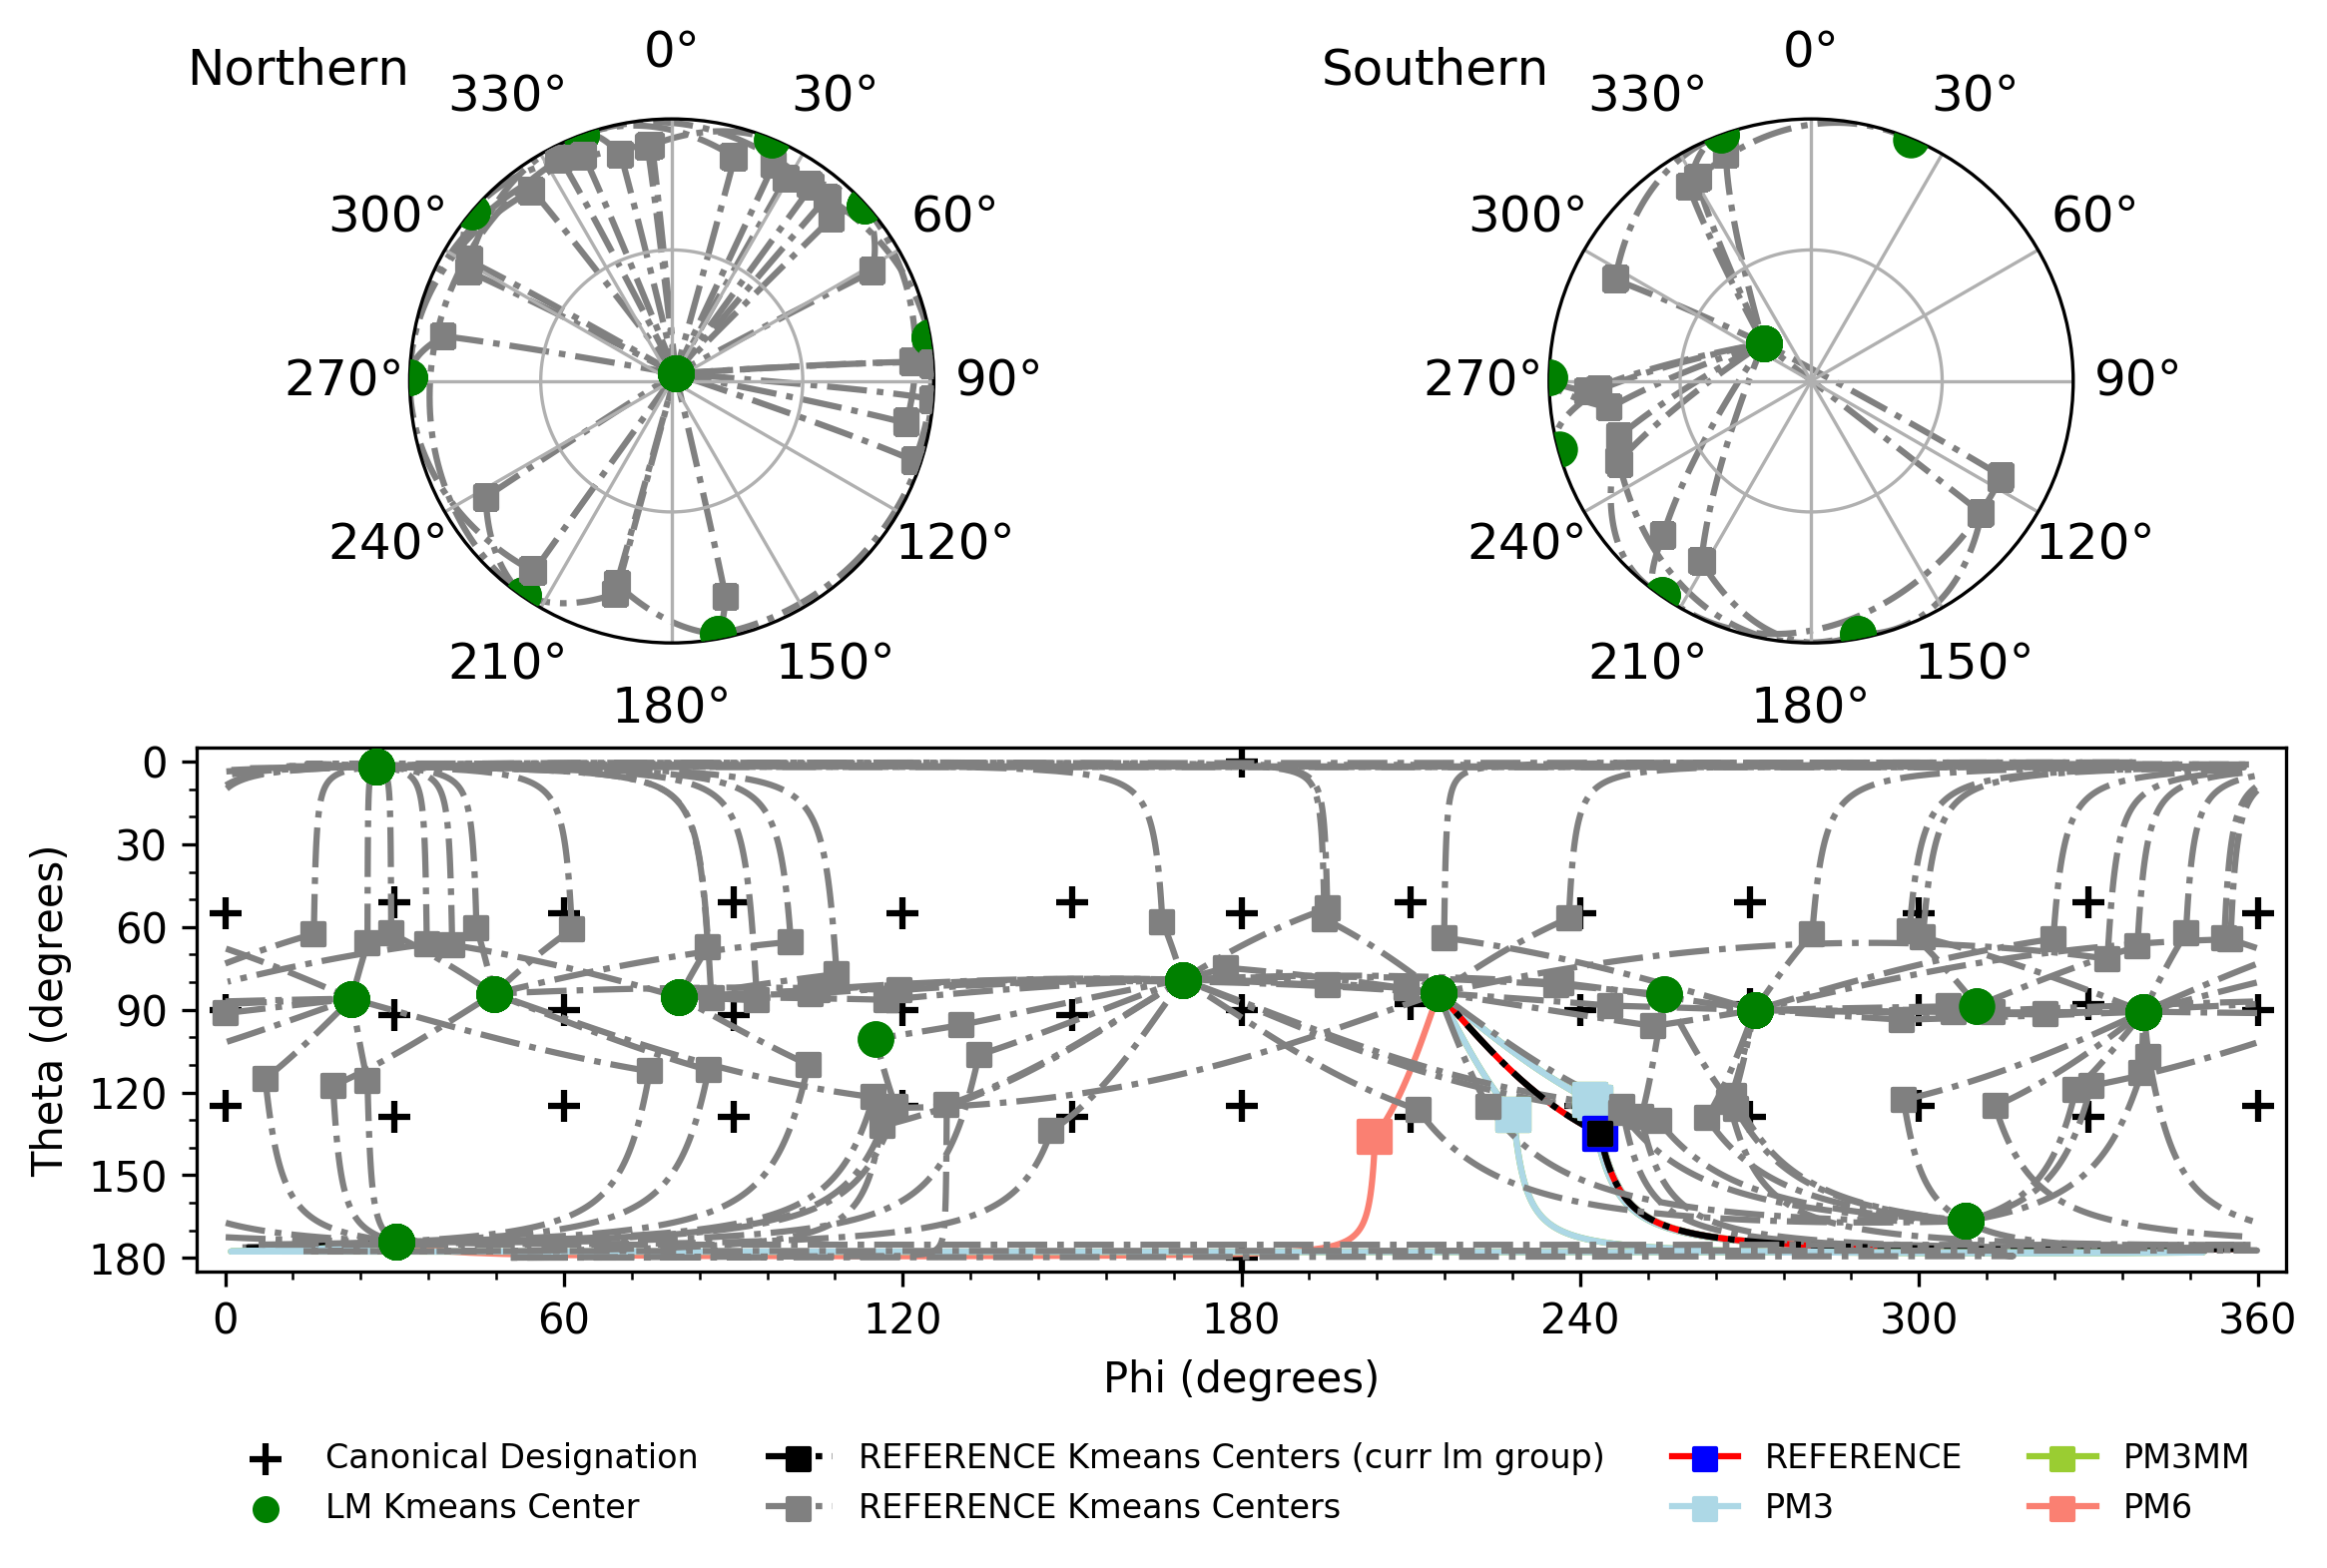 Northern
0°
30°
60°
90°
120°
150°
180°
210°
240°
270°
300°
330°
Southern
0°
30°
60°
90°
120°
150°
180°
210°
240°
270°
300°
330°
Theta (degrees)
0
30
60
90
120
150
180
0 60 120 180 240 300 360
Phi (degrees)
Canonical Designation
LM Kmeans Center
REFERENCE Kmeans Centers (curr lm group)
REFERENCE Kmeans Centers
REFERENCE
PM3
PM3MM
PM6